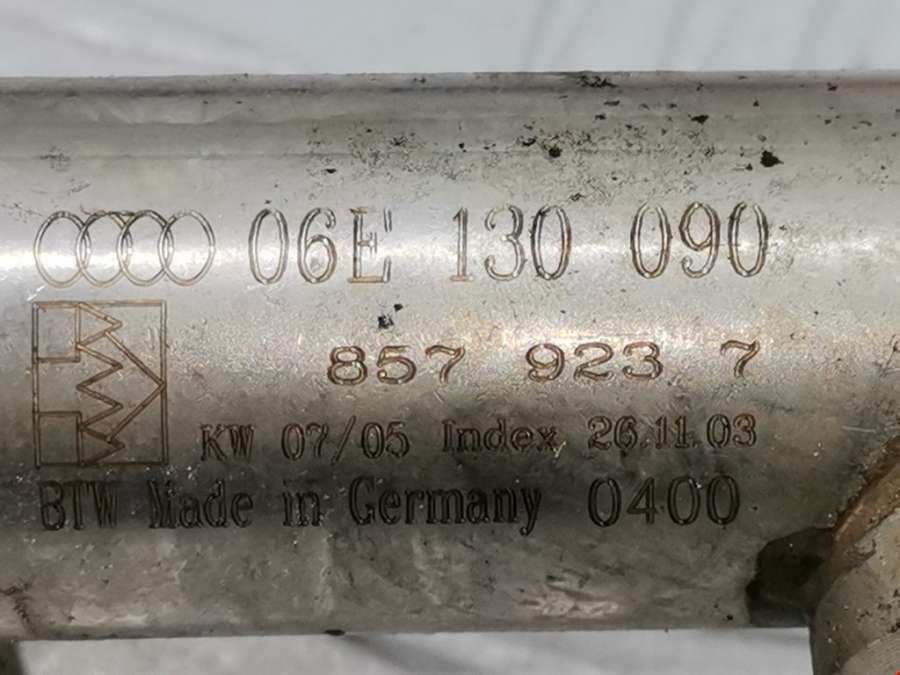 06E 130 090
857 923 7
KW 07/05 Index 26.11.03
BTW Made in Germany 0400